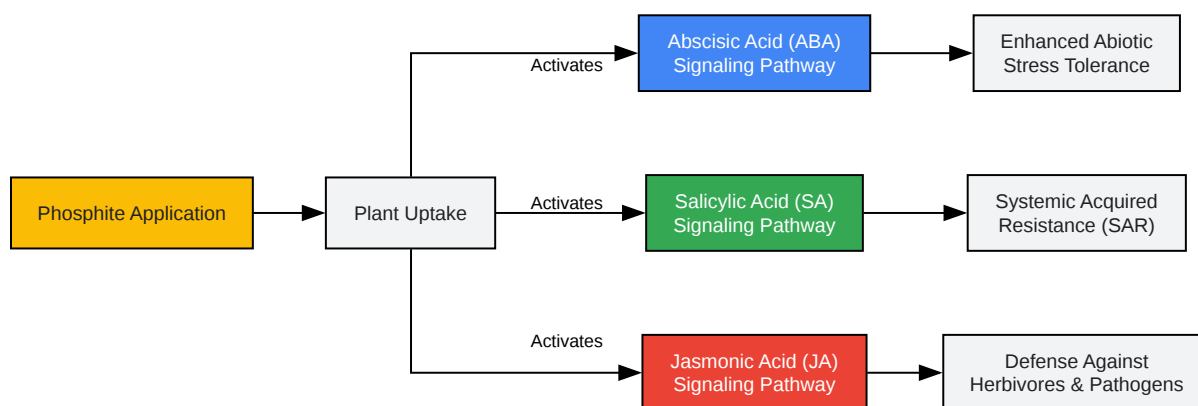 Abscisic Acid (ABA)
Signaling Pathway
Enhanced Abiotic
Stress Tolerance
Activates
Phosphite Application
Plant Uptake
Activates
Salicylic Acid (SA)
Signaling Pathway
Systemic Acquired
Resistance (SAR)
Activates
Jasmonic Acid (JA)
Signaling Pathway
Defense Against
Herbivores & Pathogens